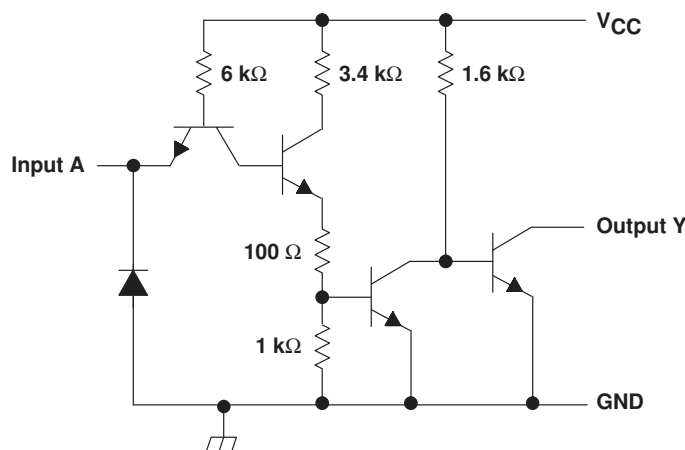 VCC
6 kΩ
3.4 kΩ
1.6 kΩ
Input A
Output Y
100 Ω
1 kΩ
GND